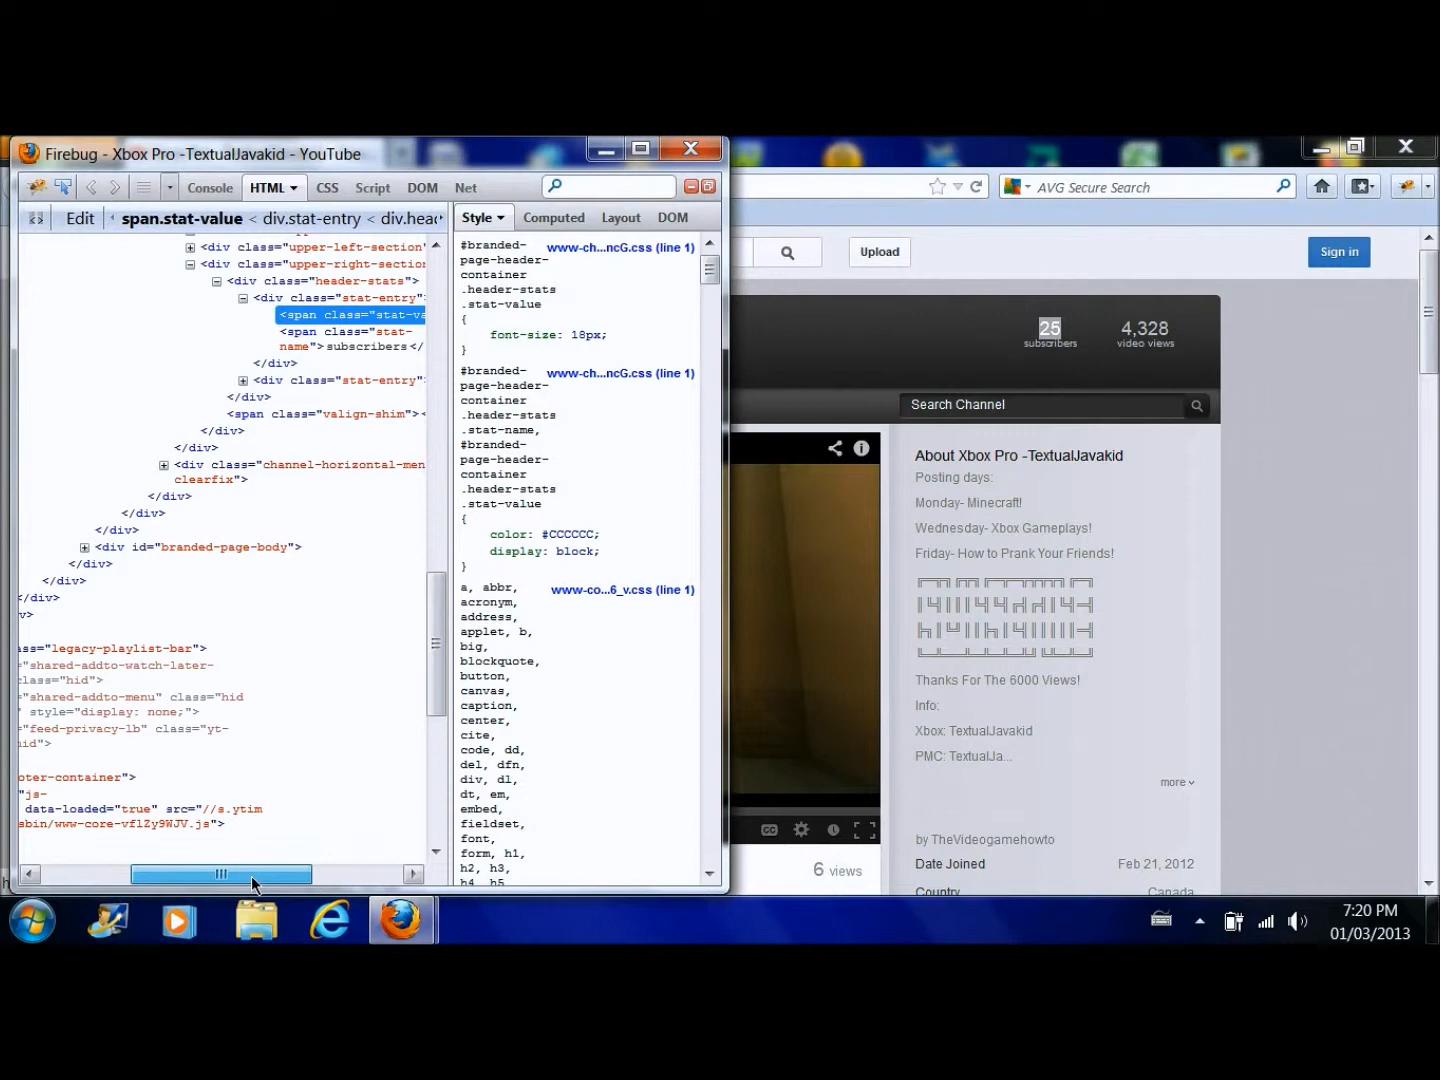 Firebug - Xbox Pro -TextualJavakid - YouTube
Console HTML CSS Script DOM Net
Edit span.stat-value < div.stat-entry < div.hea
Style Computed Layout DOM
<div class="upper-left-section"
<div class="upper-right-section
<div class="header-stats">
<div class="stat-entry"
<span class="stat-va
<span class="stat-
name">subscribers</
</div>
<div class="stat-entry"
</div>
<span class="valign-shim"><
</div>
</div>
<div class="channel-horizontal-men
clearfix">
</div>
</div>
</div>
<div id="branded-page-body">
</div>
</div>
</div>
v>
ass="legacy-playlist-bar">
="shared-addto-watch-later-
class="hid">
="shared-addto-menu" class="hid
" style="display: none;">
="feed-privacy-lb" class="yt-
hid">
oter-container">
"js-
data-loaded="true" src="//s.ytim
sbin/www-core-vflZy9WJV.js">
#branded- www-ch...ncG.css (line 1)
page-header-
container
.header-stats
.stat-value
{
font-size: 18px;
}
#branded- www-ch...ncG.css (line 1)
page-header-
container
.header-stats
.stat-name,
#branded-
page-header-
container
.header-stats
.stat-value
{
color: #CCCCCC;
display: block;
}
a, abbr, www-co...6_v.css (line 1)
acronym,
address,
applet, b,
big,
blockquote,
button,
canvas,
caption,
center,
cite,
code, dd,
del, dfn,
div, dl,
dt, em,
embed,
fieldset,
font,
form, h1,
h2, h3,
h4, h5
AVG Secure Search
Upload
Sign in
25 4,328
subscribers video views
Search Channel
About Xbox Pro -TextualJavakid
Posting days:
Monday- Minecraft!
Wednesday- Xbox Gameplays!
Friday- How to Prank Your Friends!
Thanks For The 6000 Views!
Info:
Xbox: TextualJavakid
PMC: TextualJa...
more
by TheVideogamehowto
Date Joined Feb 21, 2012
Country Canada
6 views
7:20 PM
01/03/2013